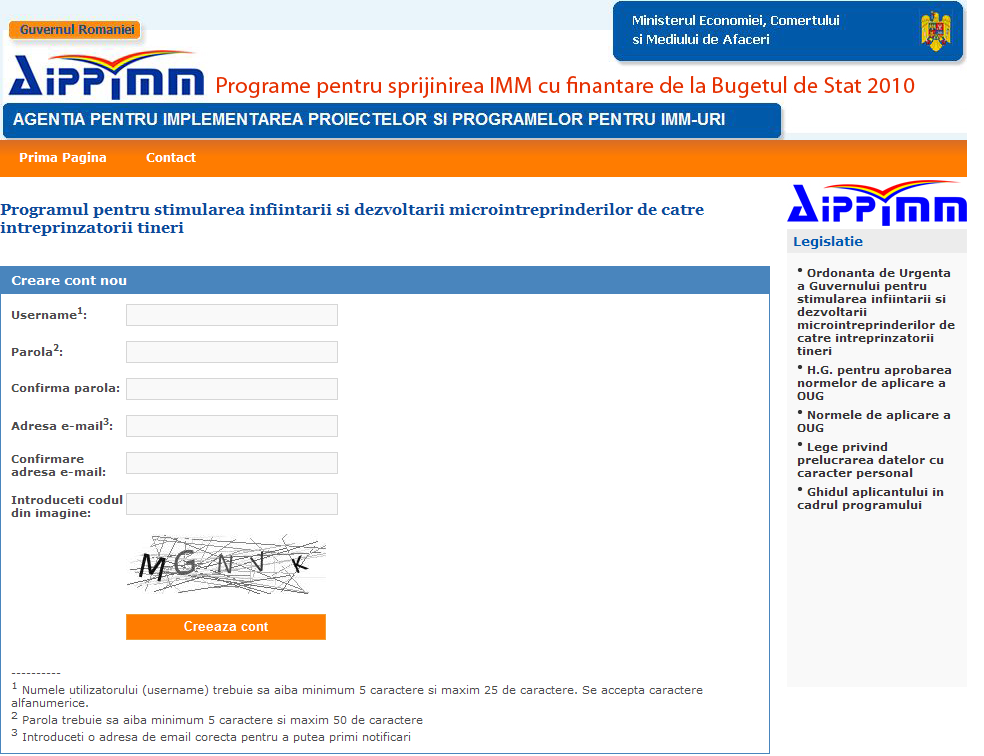 Guvernul Romaniei
Ministerul Economiei, Comertului
si Mediului de Afaceri
AIPPIMM
Programe pentru sprijinirea IMM cu finantare de la Bugetul de Stat 2010
AGENTIA PENTRU IMPLEMENTAREA PROIECTELOR SI PROGRAMELOR PENTRU IMM-URI
Prima Pagina
Contact
Programul pentru stimularea infiintarii si dezvoltarii microintreprinderilor de catre
intreprinzatorii tineri
Creare cont nou
Username1:
Parola2:
Confirma parola:
Adresa e-mail3:
Confirmare
adresa e-mail:
Introduceti codul
din imagine:
MGNVK
Creeaza cont
----------
1 Numele utilizatorului (username) trebuie sa aiba minimum 5 caractere si maxim 25 de caractere. Se accepta caractere
alfanumerice.
2 Parola trebuie sa aiba minimum 5 caractere si maxim 50 de caractere
3 Introduceti o adresa de email corecta pentru a putea primi notificari
AIPPIMM
Legislatie
• Ordonanta de Urgenta
a Guvernului pentru
stimularea infiintarii si
dezvoltarii
microintreprinderilor de
catre intreprinzatorii
tineri
• H.G. pentru aprobarea
normelor de aplicare a
OUG
• Normele de aplicare a
OUG
• Lege privind
prelucrarea datelor cu
caracter personal
• Ghidul aplicantului in
cadrul programului